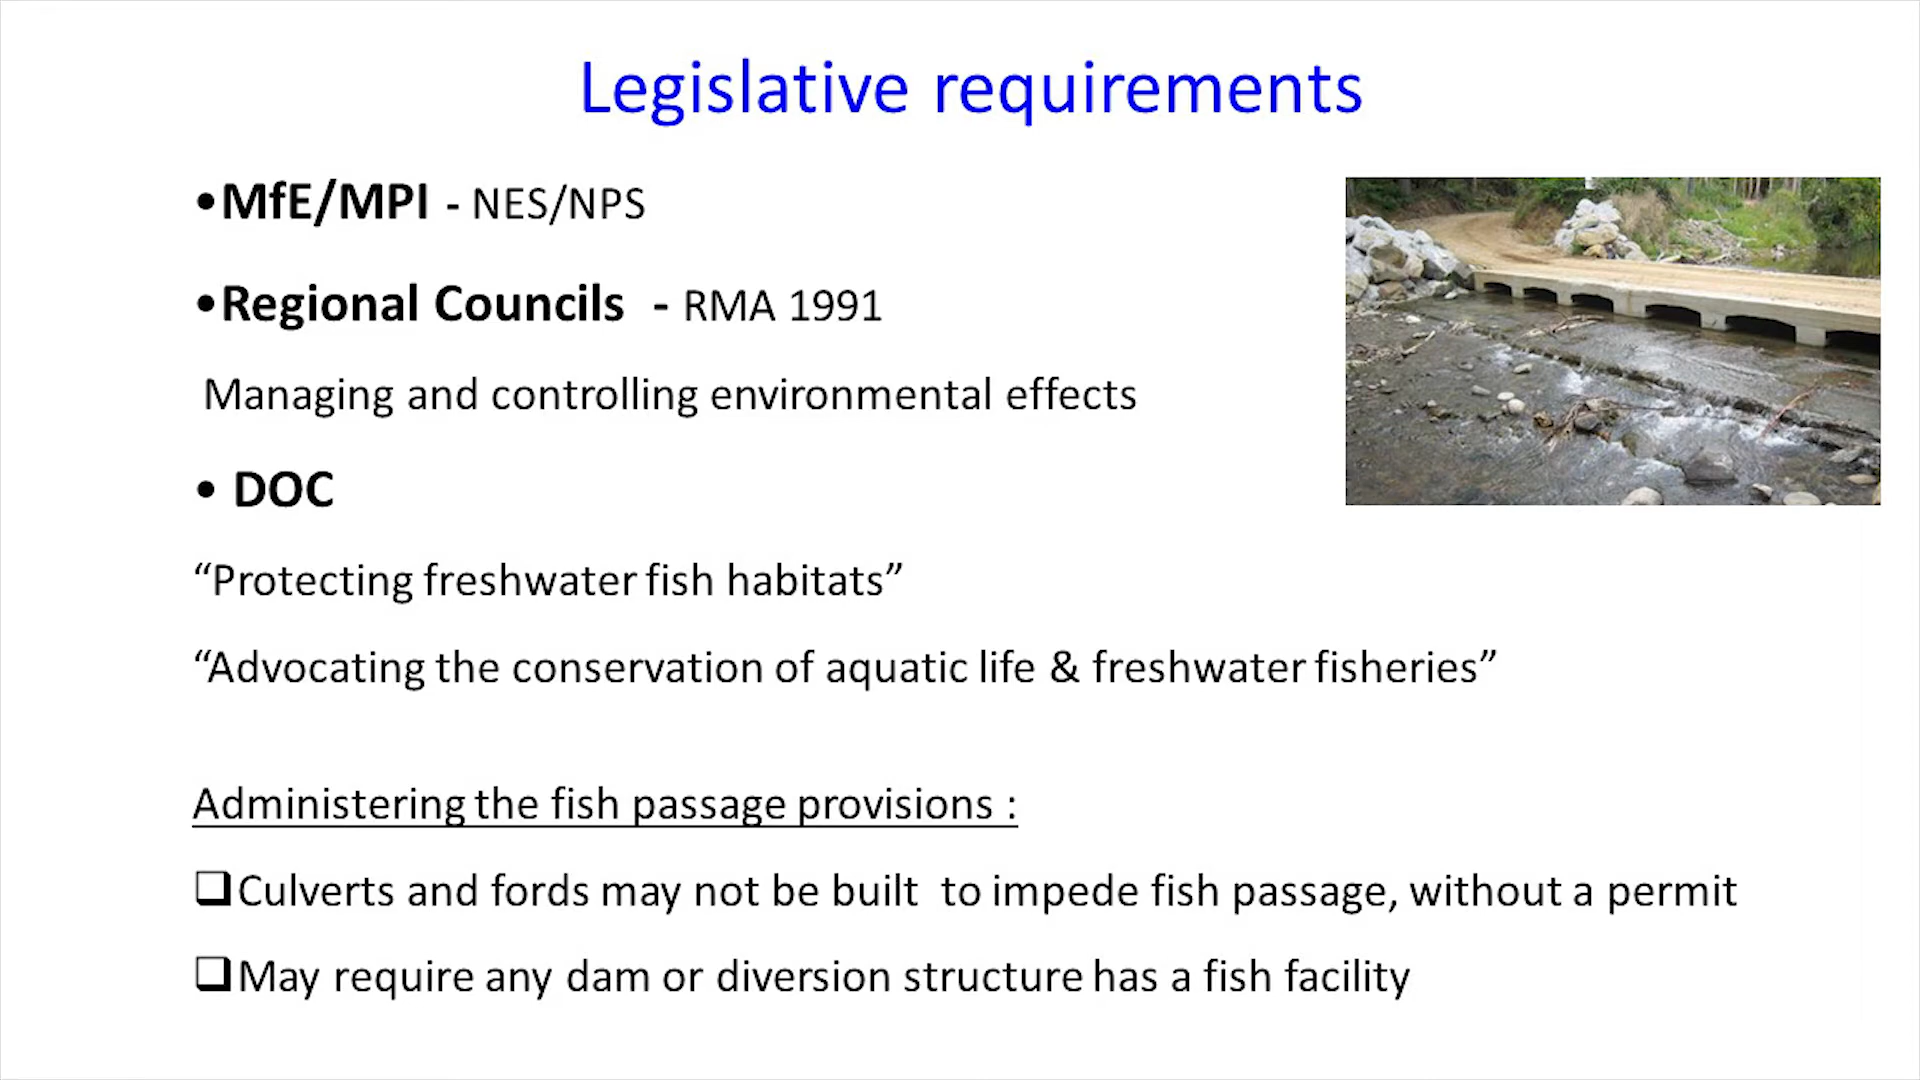 Legislative requirements
•MfE/MPI - NES/NPS
•Regional Councils - RMA 1991
Managing and controlling environmental effects
• DOC
“Protecting freshwater fish habitats”
“Advocating the conservation of aquatic life & freshwater fisheries”
Administering the fish passage provisions :
❑Culverts and fords may not be built to impede fish passage, without a permit
❑May require any dam or diversion structure has a fish facility